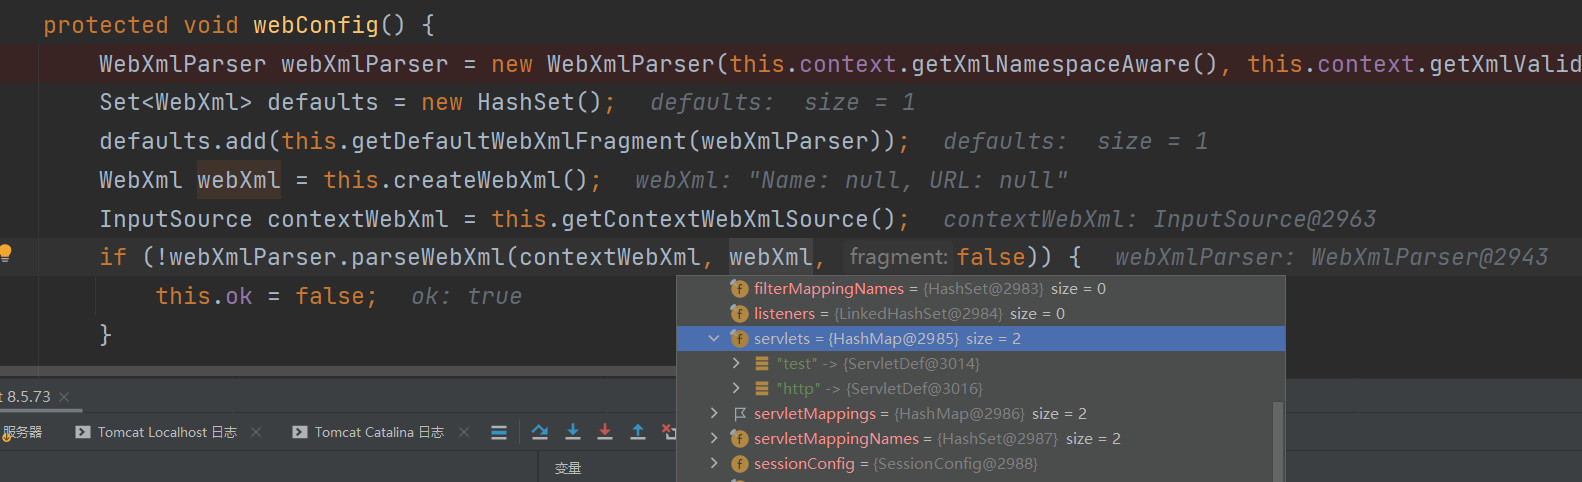 protected void webConfig() {
WebXmlParser webXmlParser = new WebXmlParser(this.context.getXmlNamespaceAware(), this.context.getXmlValid
Set<WebXml> defaults = new HashSet(); defaults: size = 1
defaults.add(this.getDefaultWebXmlFragment(webXmlParser)); defaults: size = 1
WebXml webXml = this.createWebXml(); webXml: "Name: null, URL: null"
InputSource contextWebXml = this.getContextWebXmlSource(); contextWebXml: InputSource@2963
if (!webXmlParser.parseWebXml(contextWebXml, webXml, fragment: false)) { webXmlParser: WebXmlParser@2943
this.ok = false; ok: true
}
f filterMappingNames = {HashSet@2983} size = 0
f listeners = {LinkedHashSet@2984} size = 0
f servlets = {HashMap@2985} size = 2
"test" -> {ServletDef@3014}
"http" -> {ServletDef@3016}
servletMappings = {HashMap@2986} size = 2
f servletMappingNames = {HashSet@2987} size = 2
f sessionConfig = {SessionConfig@2988}
t 8.5.73
服务器 Tomcat Localhost 日志 Tomcat Catalina 日志
变量